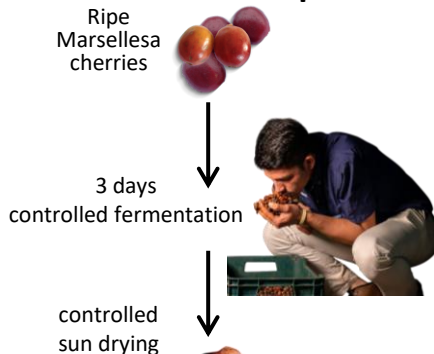 Ripe
Marsellesa
cherries
3 days
controlled fermentation
controlled
sun drying